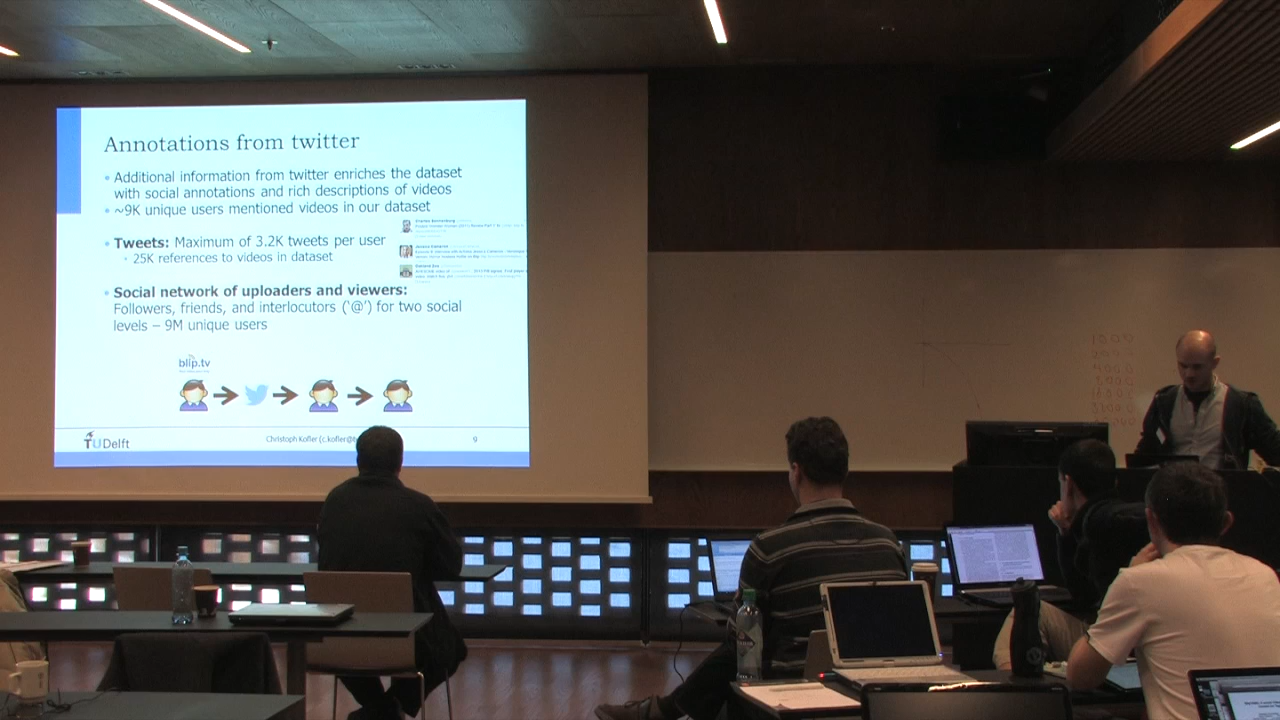 Annotations from twitter
Additional information from twitter enriches the dataset
with social annotations and rich descriptions of videos
~9K unique users mentioned videos in our dataset
Tweets: Maximum of 3.2K tweets per user
25K references to videos in dataset
Social network of uploaders and viewers:
Followers, friends, and interlocutors ('@') for two social
levels – 9M unique users
blip.tv
TUDelft
Christoph Kofler (c.kofler@
9